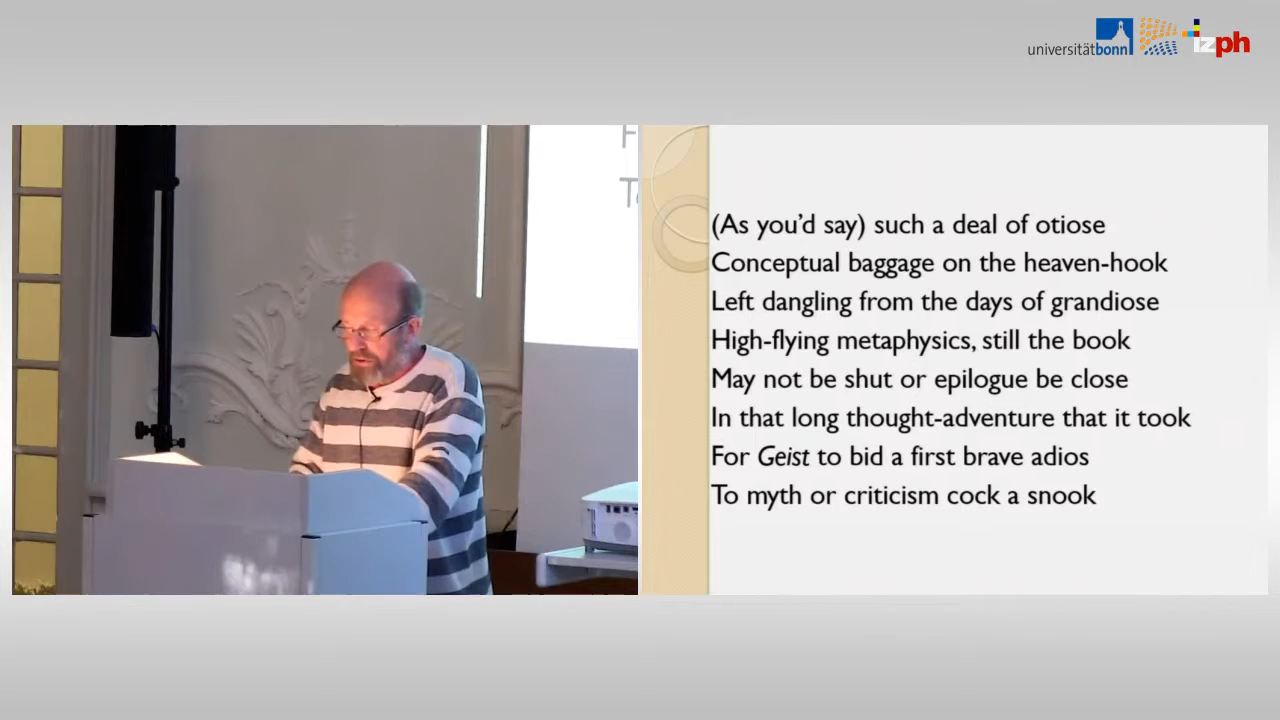 universitätbonn
izph
F
To
(As you’d say) such a deal of otiose
Conceptual baggage on the heaven-hook
Left dangling from the days of grandiose
High-flying metaphysics, still the book
May not be shut or epilogue be close
In that long thought-adventure that it took
For Geist to bid a first brave adios
To myth or criticism cock a snook